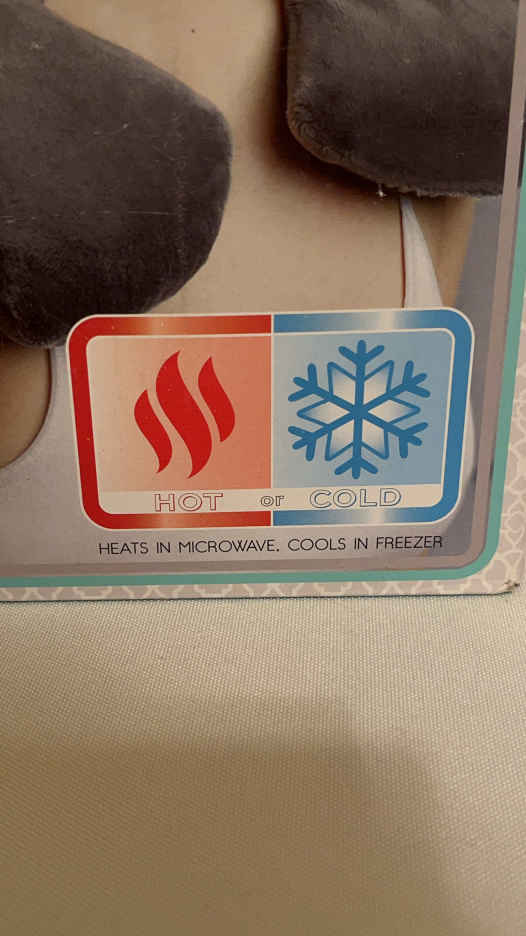 HOT or COLD
HEATS IN MICROWAVE, COOLS IN FREEZER